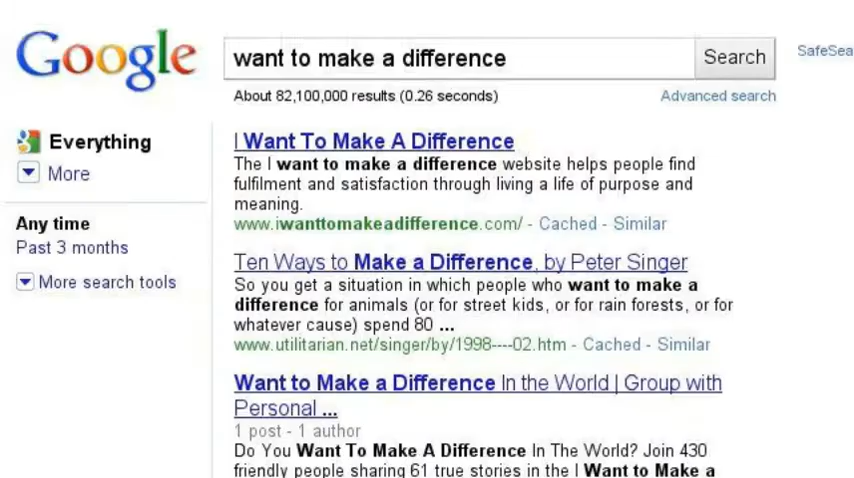 Google
want to make a difference
Search
SafeSea
About 82,100,000 results (0.26 seconds)
Advanced search
Everything
More
Any time
Past 3 months
More search tools
I Want To Make A Difference
The I want to make a difference website helps people find
fulfilment and satisfaction through living a life of purpose and
meaning.
www.iwanttomakeadifference.com/ - Cached - Similar
Ten Ways to Make a Difference, by Peter Singer
So you get a situation in which people who want to make a
difference for animals (or for street kids, or for rain forests, or for
whatever cause) spend 80 ...
www.utilitarian.net/singer/by/1998----02.htm - Cached - Similar
Want to Make a Difference In the World | Group with
Personal ...
1 post - 1 author
Do You Want To Make A Difference In The World? Join 430
friendly people sharing 61 true stories in the I Want to Make a